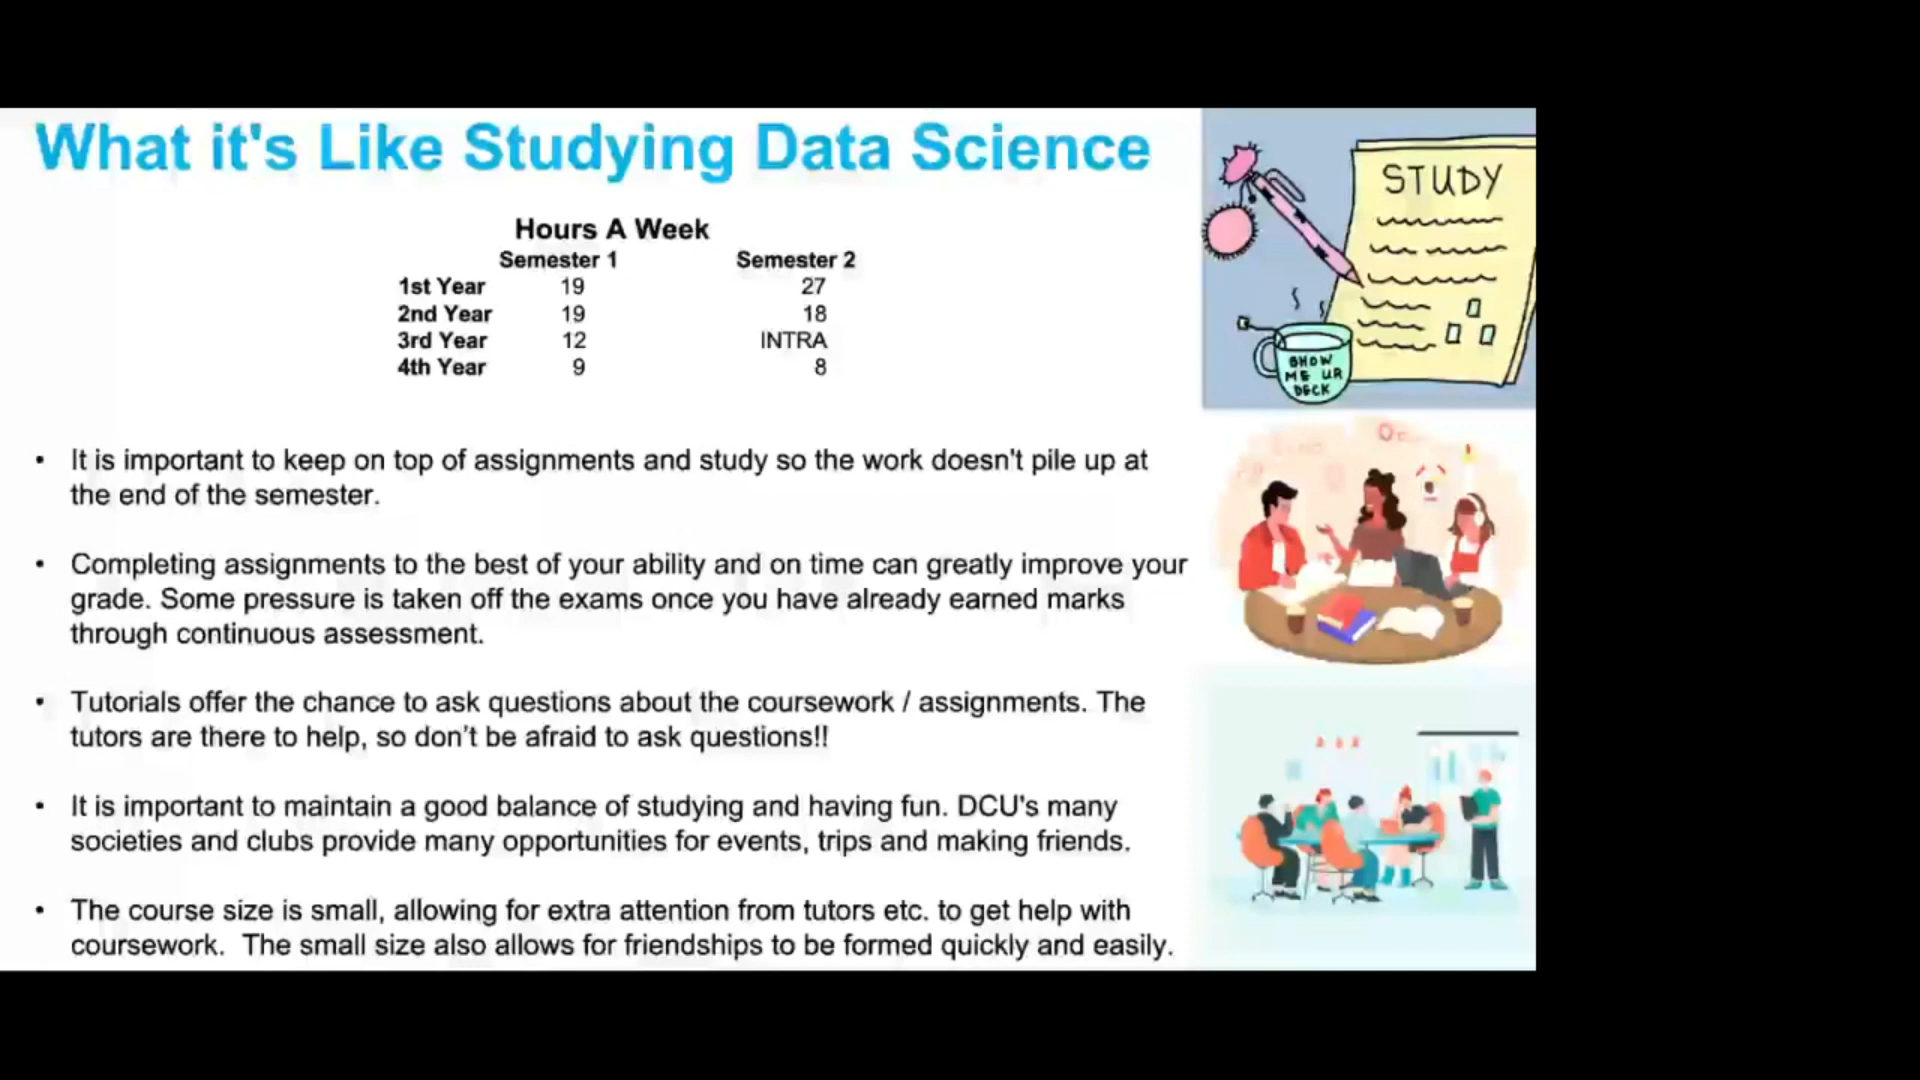 What it's Like Studying Data Science
Hours A Week
Semester 1 Semester 2
1st Year 19 27
2nd Year 19 18
3rd Year 12 INTRA
4th Year 9 8
• It is important to keep on top of assignments and study so the work doesn't pile up at
the end of the semester.
• Completing assignments to the best of your ability and on time can greatly improve your
grade. Some pressure is taken off the exams once you have already earned marks
through continuous assessment.
• Tutorials offer the chance to ask questions about the coursework / assignments. The
tutors are there to help, so don’t be afraid to ask questions!!
• It is important to maintain a good balance of studying and having fun. DCU's many
societies and clubs provide many opportunities for events, trips and making friends.
• The course size is small, allowing for extra attention from tutors etc. to get help with
coursework.  The small size also allows for friendships to be formed quickly and easily.
STUDY
SHOW
ME UR
DECK